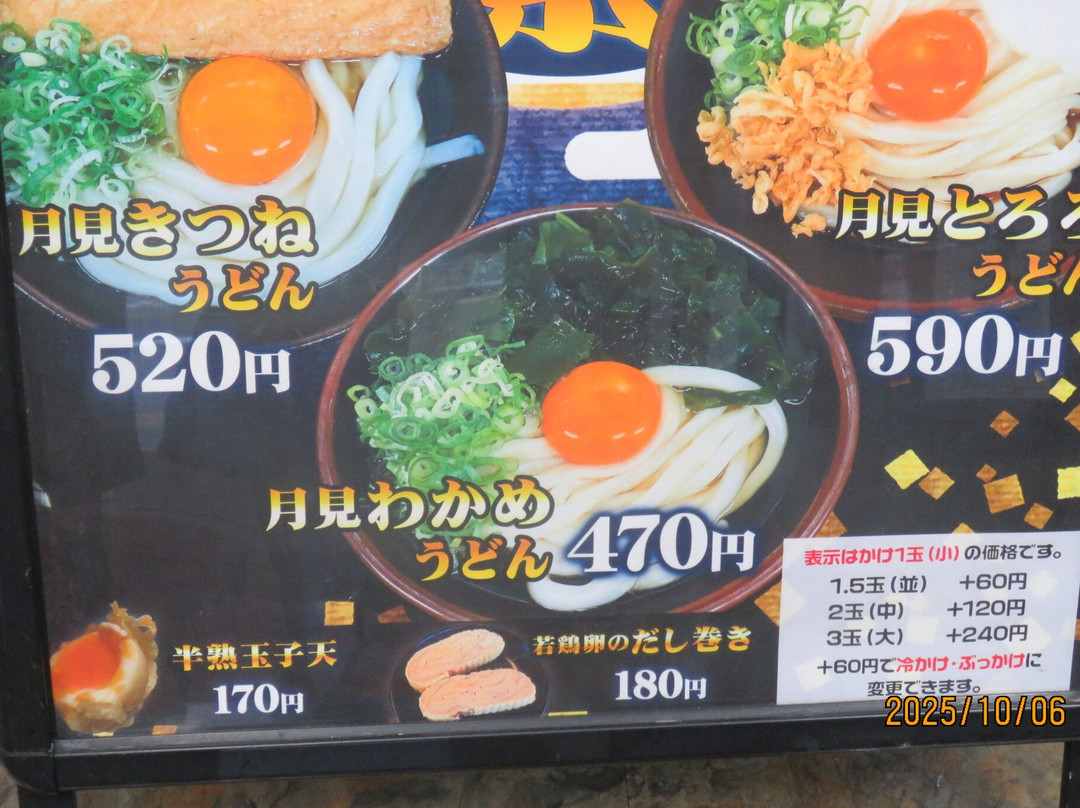 月見きつね
うどん
520円
月見とろろ
うどん
590円
月見わかめ
うどん
470円
半熟玉子天
170円
若鶏卵のだし巻き
180円
表示はかけ1玉(小)の価格です。
1.5玉(並) +60円
2玉(中) +120円
3玉(大) +240円
+60円で冷かけ・ぶっかけに
変更できます。
2025/10/06